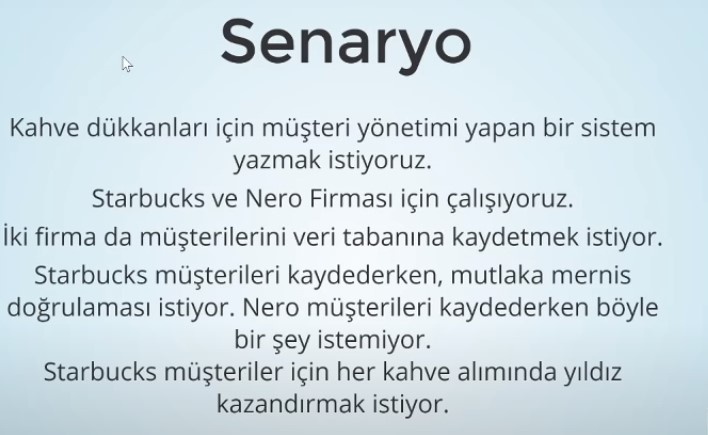 Senaryo
Kahve dükkanları için müşteri yönetimi yapan bir sistem
yazmak istiyoruz.
Starbucks ve Nero Firması için çalışıyoruz.
İki firma da müşterilerini veri tabanına kaydetmek istiyor.
Starbucks müşterileri kaydederken, mutlaka mernis
doğrulaması istiyor. Nero müşterileri kaydederken böyle
bir şey istemiyor.
Starbucks müşteriler için her kahve alımında yıldız
kazandırmak istiyor.